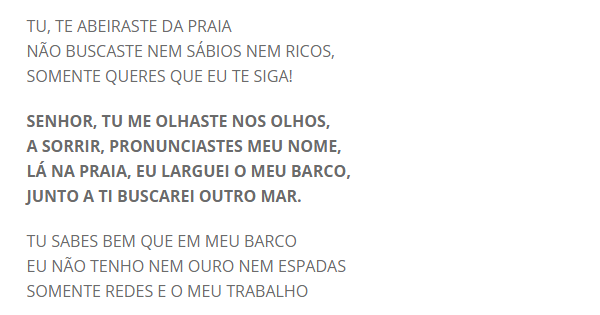 TU, TE ABEIRASTE DA PRAIA
NÃO BUSCASTE NEM SÁBIOS NEM RICOS,
SOMENTE QUERES QUE EU TE SIGA!
SENHOR, TU ME OLHASTE NOS OLHOS,
A SORRIR, PRONUNCIASTES MEU NOME,
LÁ NA PRAIA, EU LARGUEI O MEU BARCO,
JUNTO A TI BUSCAREI OUTRO MAR.
TU SABES BEM QUE EM MEU BARCO
EU NÃO TENHO NEM OURO NEM ESPADAS
SOMENTE REDES E O MEU TRABALHO